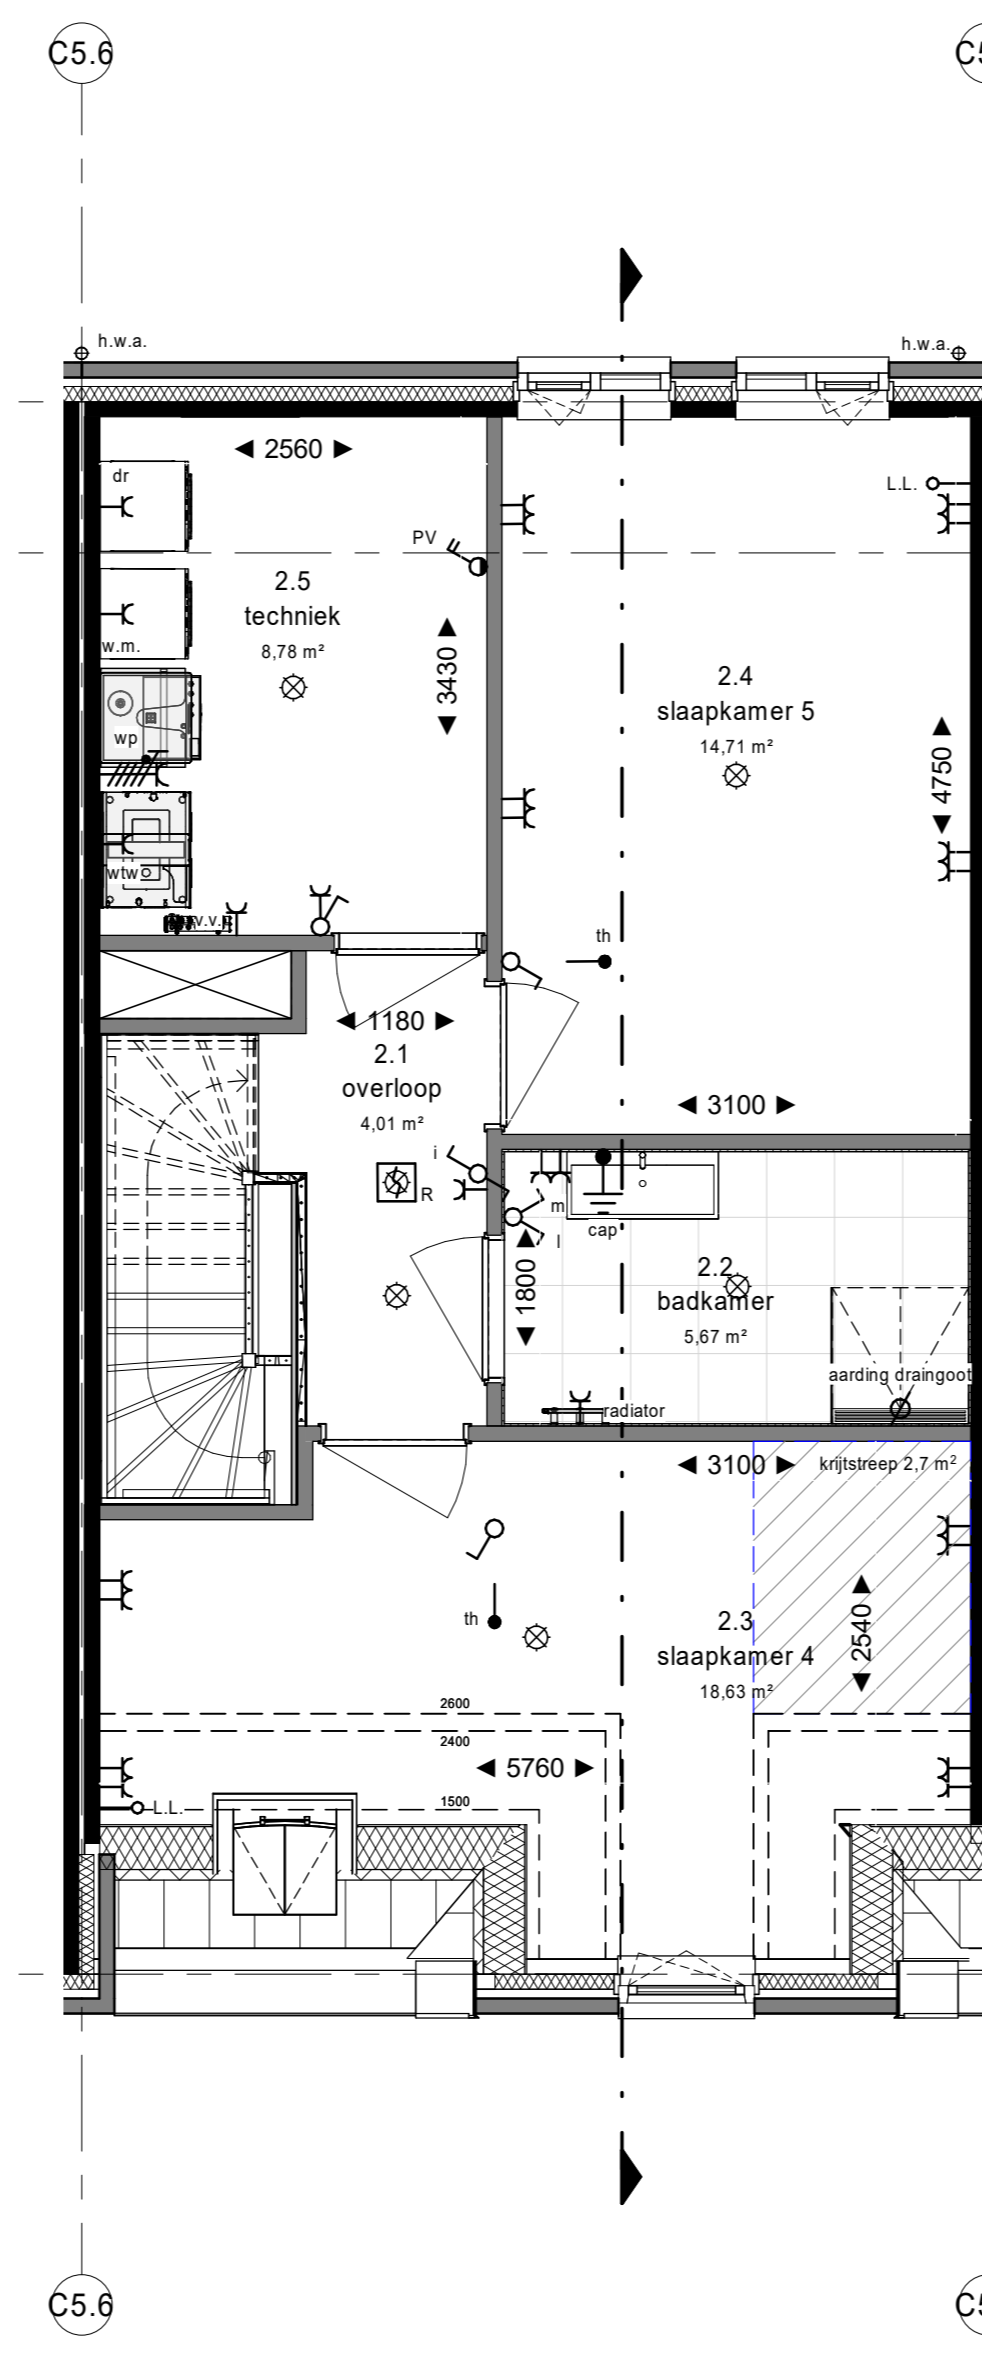 C5.6
h.w.a.
h.w.a.
2560
dr
L.L.
PV
2.5
techniek
8,78 m²
w.m.
3430
2.4
slaapkamer 5
14,71 m²
wp
4750
wtw
th
1180
2.1
overloop
4,01 m²
3100
i
R
m
cap
l
1800
2.2
badkamer
5,67 m²
aarding draingoot
radiator
3100
krijtstreep 2,7 m²
th
2540
2.3
slaapkamer 4
18,63 m²
2600
2400
5760
1500
L.L.
C5.6